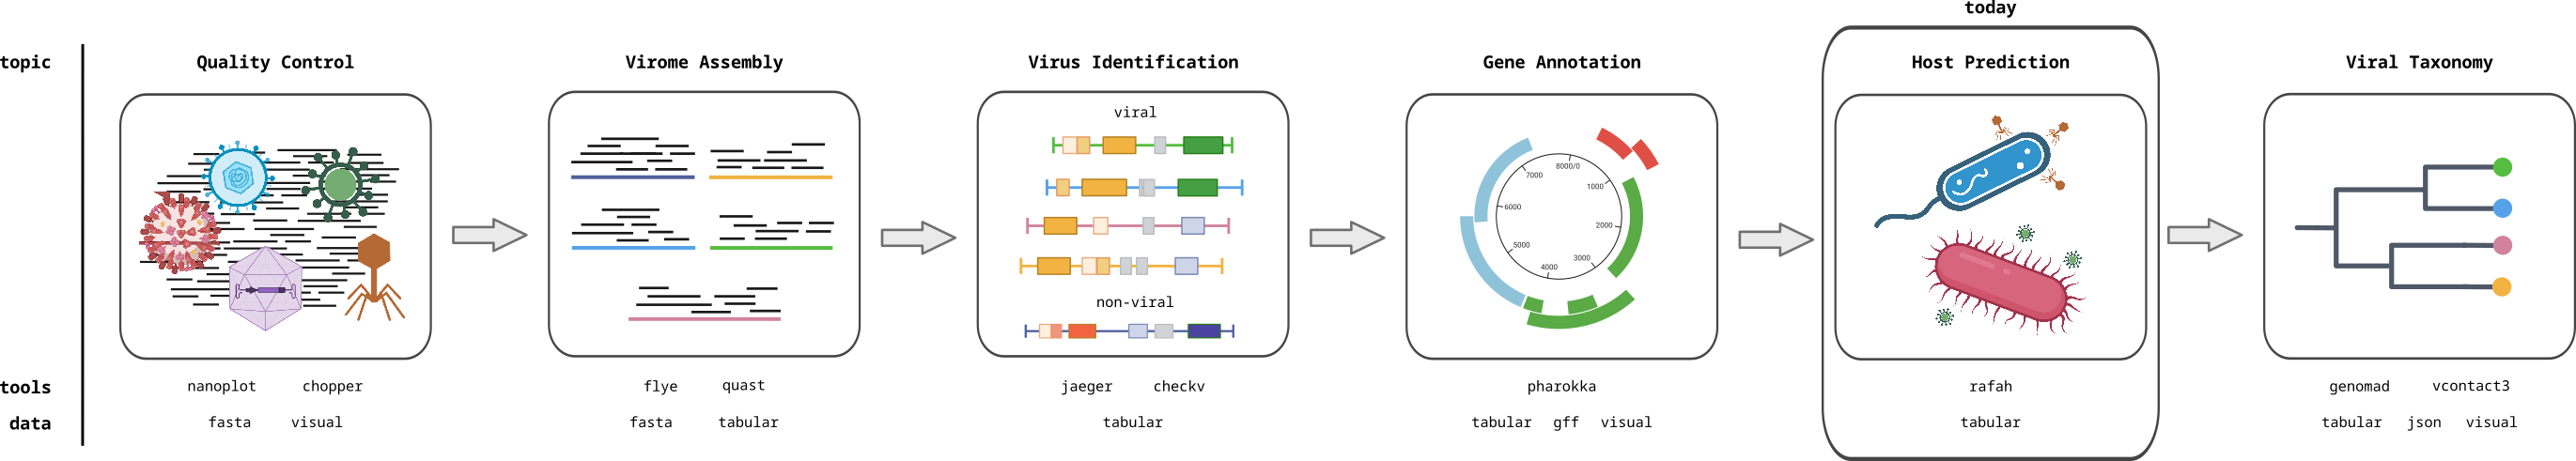 today
topic
Quality Control
Virome Assembly
Virus Identification
Gene Annotation
Host Prediction
Viral Taxonomy
viral
non-viral
8000/0
1000
2000
3000
4000
5000
6000
7000
tools
nanoplot chopper
flye quast
jaeger checkv
pharokka
rafah
genomad vcontact3
data
fasta visual
fasta tabular
tabular
tabular gff visual
tabular
tabular json visual